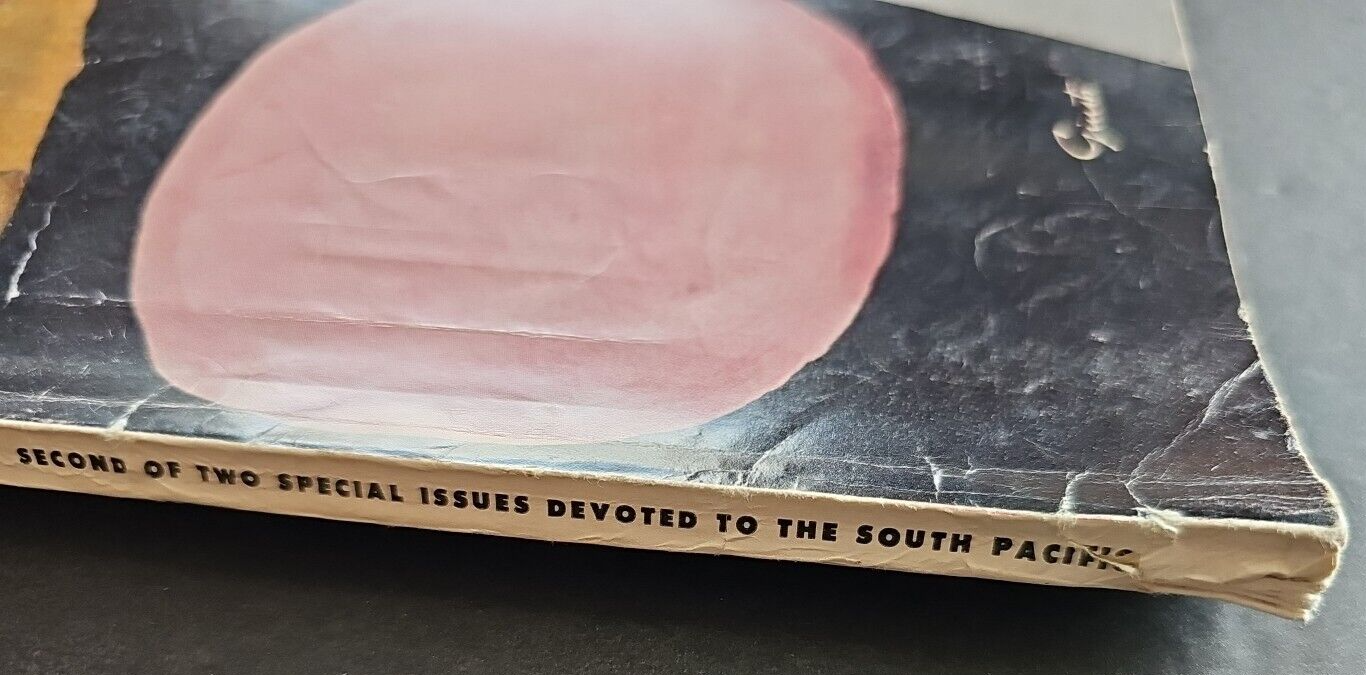 SECOND OF TWO SPECIAL ISSUES DEVOTED TO THE SOUTH PACIFIC